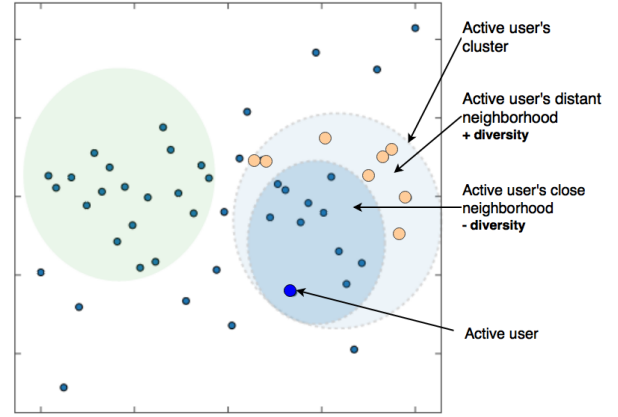 Active user's
cluster
Active user's distant
neighborhood
+ diversity
Active user's close
neighborhood
- diversity
Active user